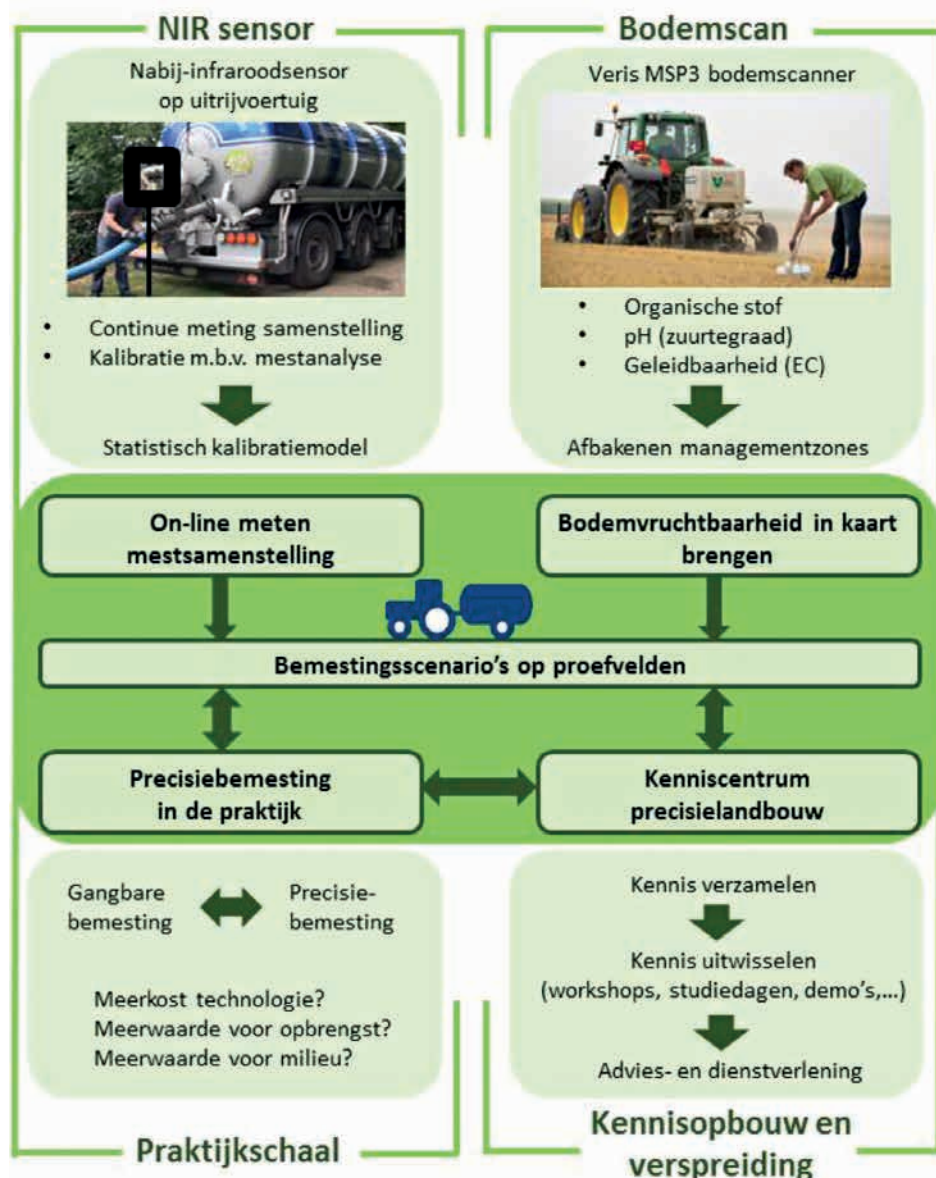 NIR sensor
Nabij-infraroodsensor
op uitrijvoertuig
• Continue meting samenstelling
• Kalibratie m.b.v. mestanalyse
Statistisch kalibratiemodel
Bodemscan
Veris MSP3 bodemscanner
• Organische stof
• pH (zuurtegraad)
• Geleidbaarheid (EC)
Afbakenen managementzones
On-line meten
mestsamenstelling
Bodemvruchtbaarheid in kaart
brengen
Bemestingsscenario's op proefvelden
Precisiebemesting
in de praktijk
Kenniscentrum
precisielandbouw
Gangbare
bemesting
Precisie-
bemesting
Meerkost technologie?
Meerwaarde voor opbrengst?
Meerwaarde voor milieu?
Praktijkschaal
Kennis verzamelen
Kennis uitwisselen
(workshops, studiedagen, demo's,...)
Advies- en dienstverlening
Kennisopbouw en
verspreiding